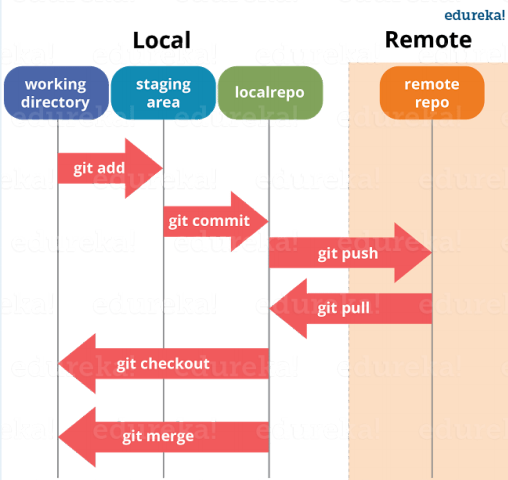 edureka!
Local
Remote
working
directory
staging
area
localrepo
remote
repo
git add
git commit
git push
git pull
git checkout
git merge